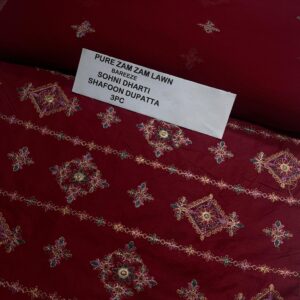 PURE ZAM ZAM LAWN
BAREEZE
SOHNI DHARTI
SHAFOON DUPATTA
3PC